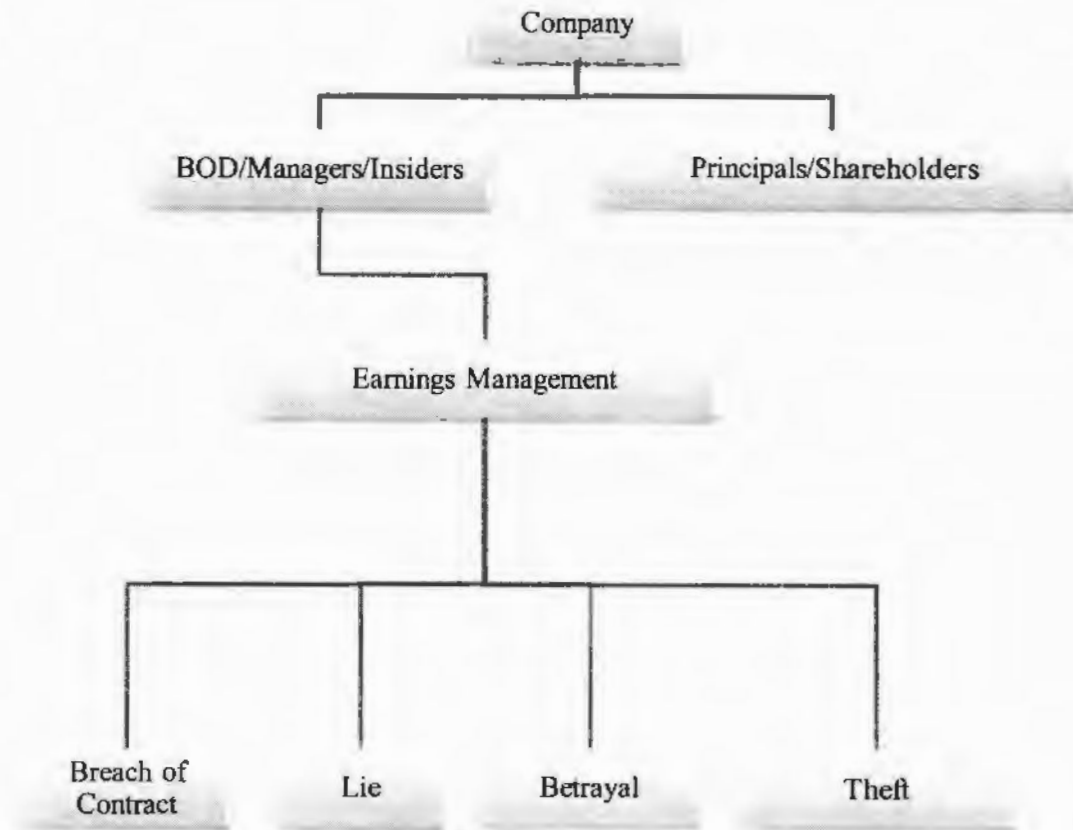 Company
BOD/Managers/Insiders
Principals/Shareholders
Earnings Management
Breach of
Contract
Lie
Betrayal
Theft